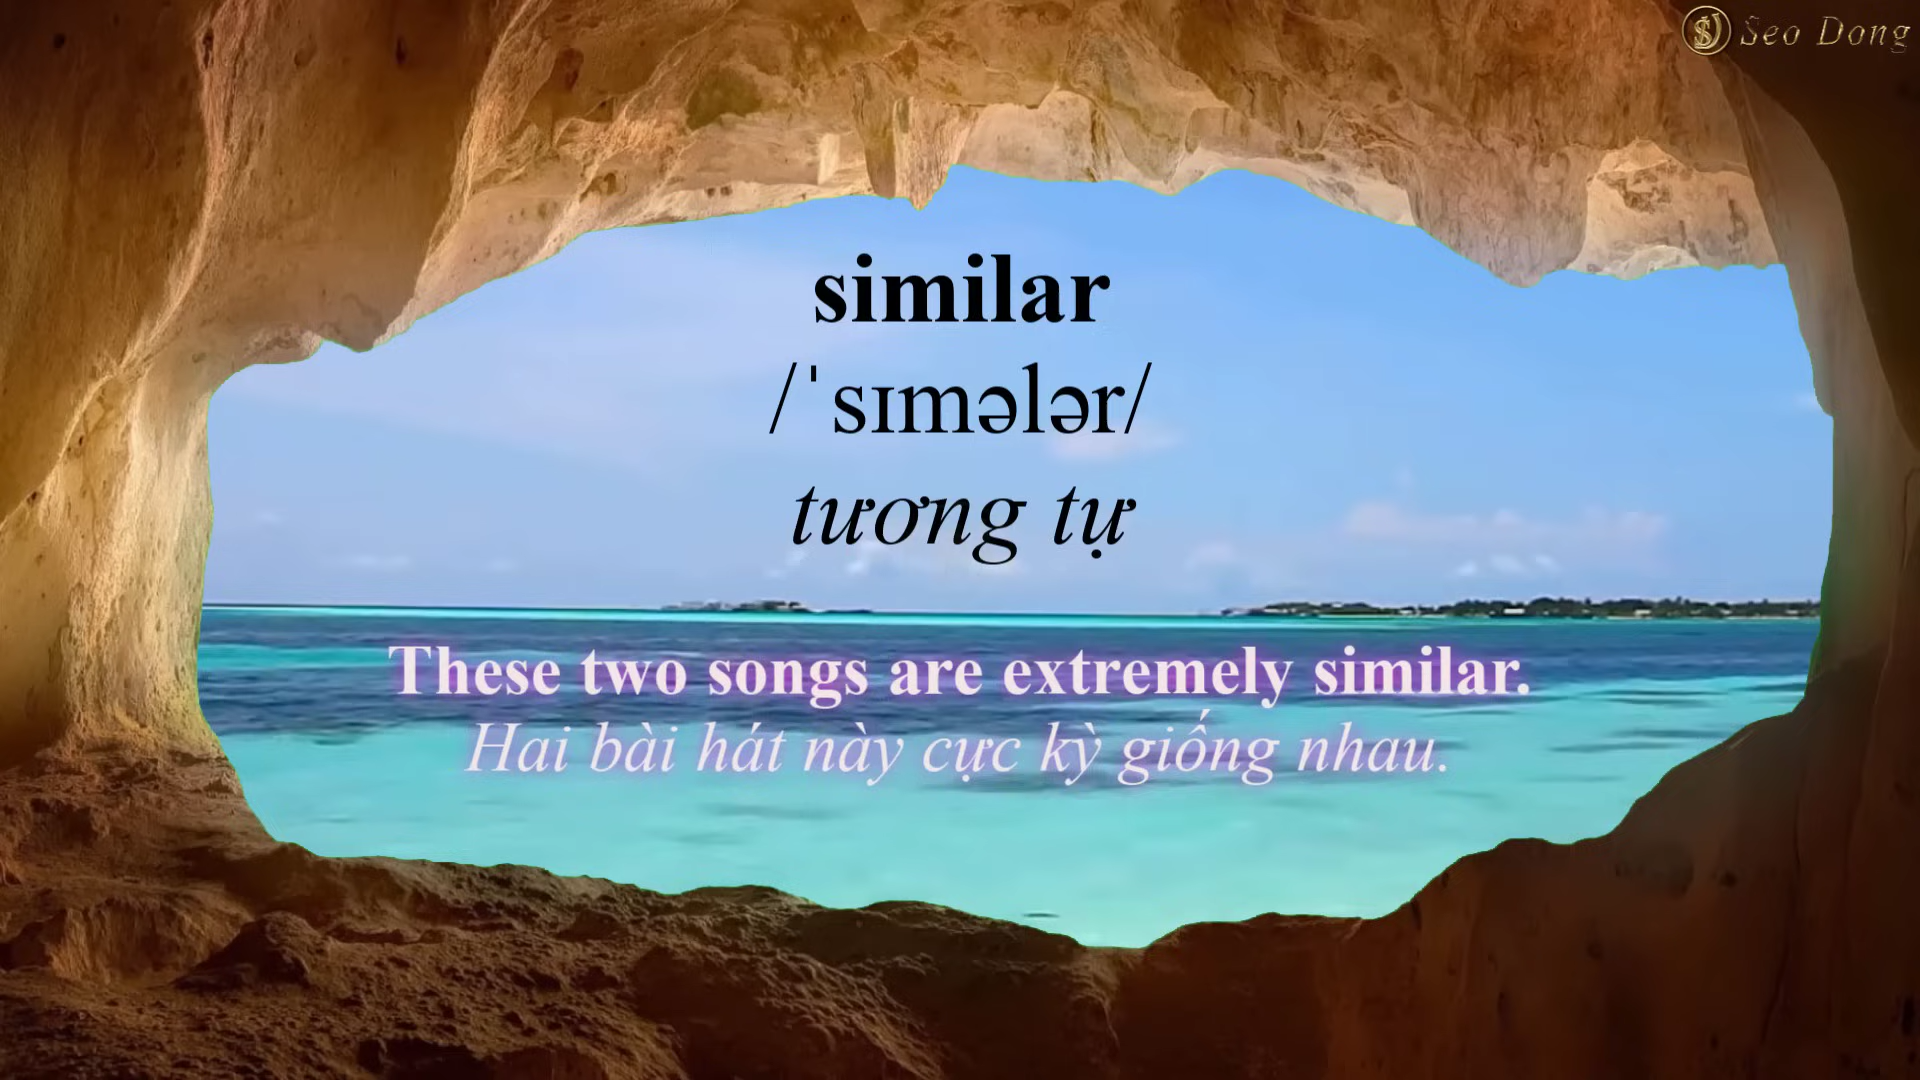 Seo Dong
similar
/ˈsɪmələr/
tương tự
These two songs are extremely similar.
Hai bài hát này cực kỳ giống nhau.